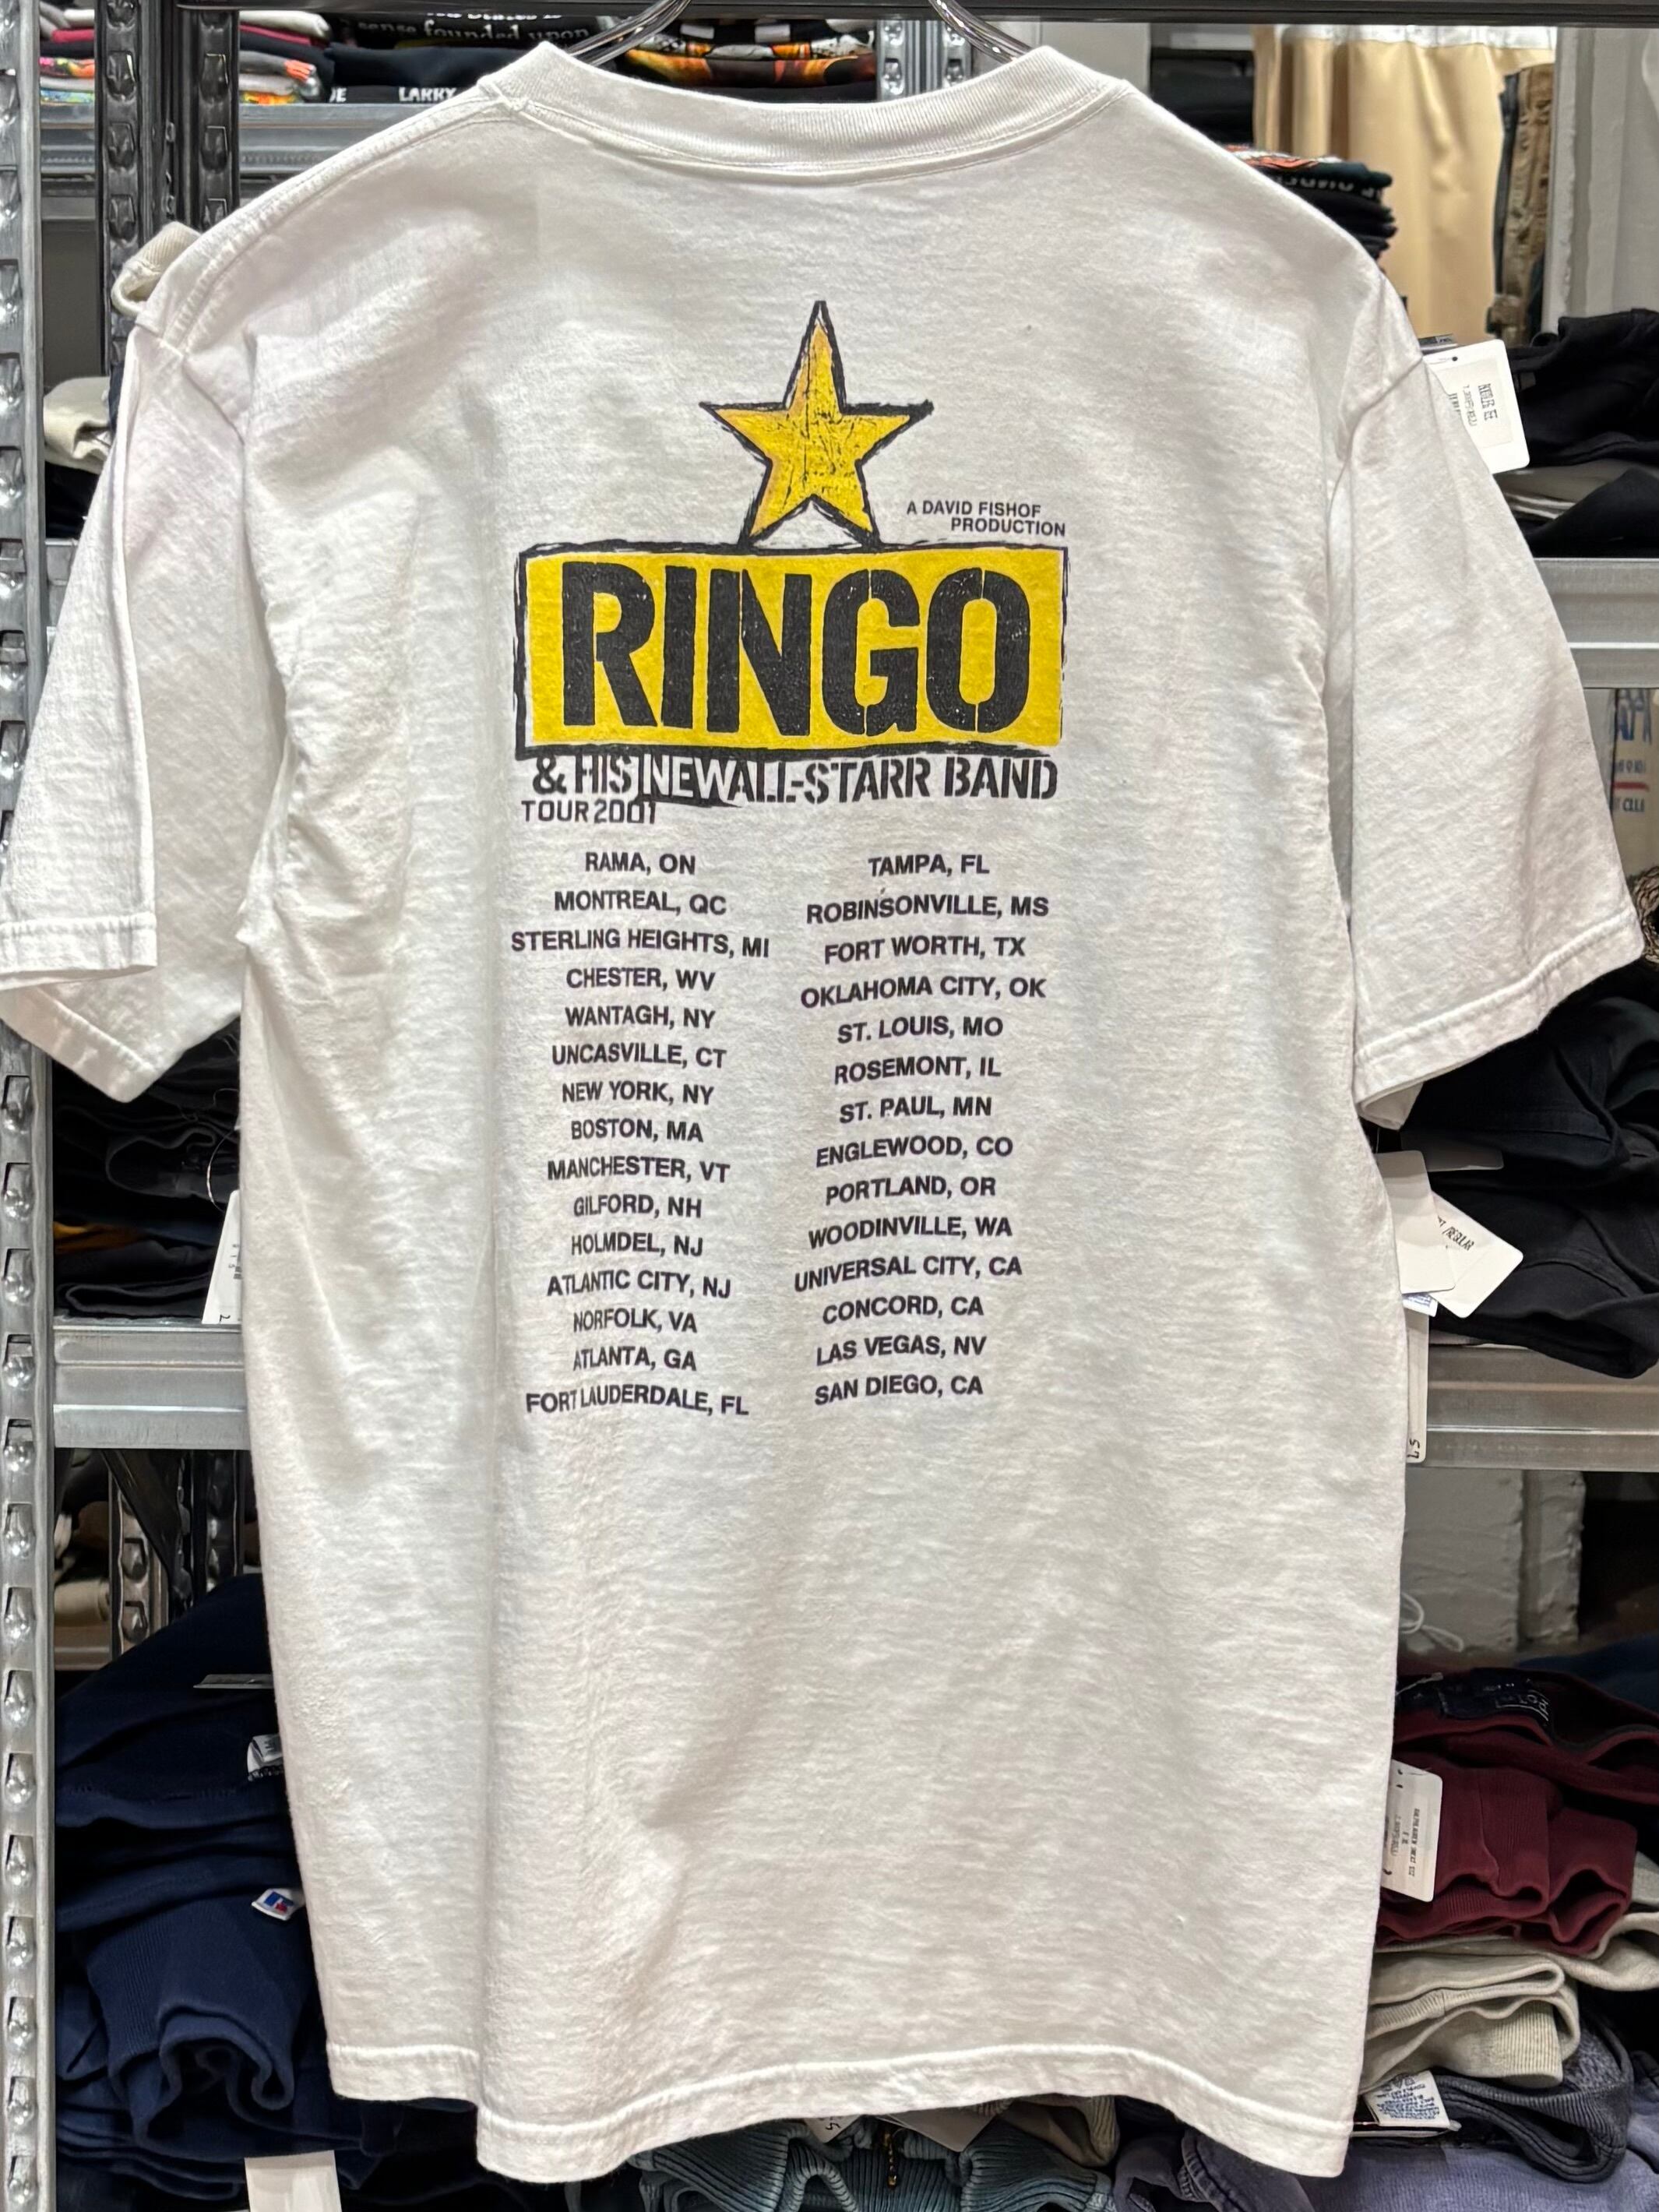 sense founded upon
LARRY
A DAVID FISHOF
PRODUCTION
RINGO
& HIS NEW ALL-STARR BAND
TOUR 2001
RAMA, ON
MONTREAL, QC
STERLING HEIGHTS, MI
CHESTER, WV
WANTAGH, NY
UNCASVILLE, CT
NEW YORK, NY
BOSTON, MA
MANCHESTER, VT
GILFORD, NH
HOLMDEL, NJ
ATLANTIC CITY, NJ
NORFOLK, VA
ATLANTA, GA
FORT LAUDERDALE, FL
TAMPA, FL
ROBINSONVILLE, MS
FORT WORTH, TX
OKLAHOMA CITY, OK
ST. LOUIS, MO
ROSEMONT, IL
ST. PAUL, MN
ENGLEWOOD, CO
PORTLAND, OR
WOODINVILLE, WA
UNIVERSAL CITY, CA
CONCORD, CA
LAS VEGAS, NV
SAN DIEGO, CA